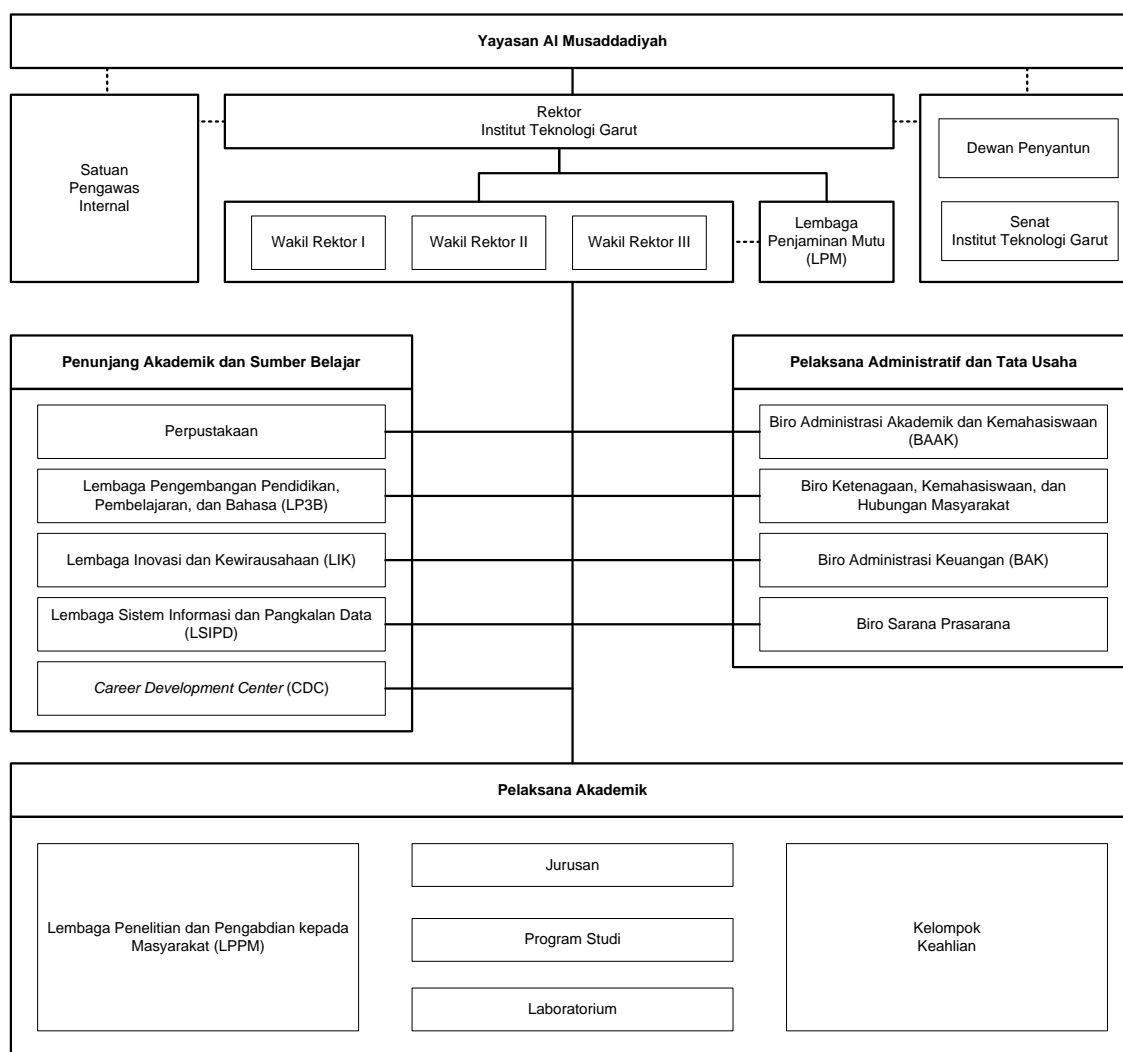 Yayasan Al Musaddadiyah
Rektor
Institut Teknologi Garut
Satuan
Pengawas
Internal
Dewan Penyantun
Senat
Institut Teknologi Garut
Wakil Rektor I
Wakil Rektor II
Wakil Rektor III
Lembaga
Penjaminan Mutu
(LPM)
Penunjang Akademik dan Sumber Belajar
Perpustakaan
Lembaga Pengembangan Pendidikan,
Pembelajaran, dan Bahasa (LP3B)
Lembaga Inovasi dan Kewirausahaan (LIK)
Lembaga Sistem Informasi dan Pangkalan Data
(LSIPD)
Career Development Center (CDC)
Pelaksana Administratif dan Tata Usaha
Biro Administrasi Akademik dan Kemahasiswaan
(BAAK)
Biro Ketenagaan, Kemahasiswaan, dan
Hubungan Masyarakat
Biro Administrasi Keuangan (BAK)
Biro Sarana Prasarana
Pelaksana Akademik
Lembaga Penelitian dan Pengabdian kepada
Masyarakat (LPPM)
Jurusan
Program Studi
Laboratorium
Kelompok
Keahlian